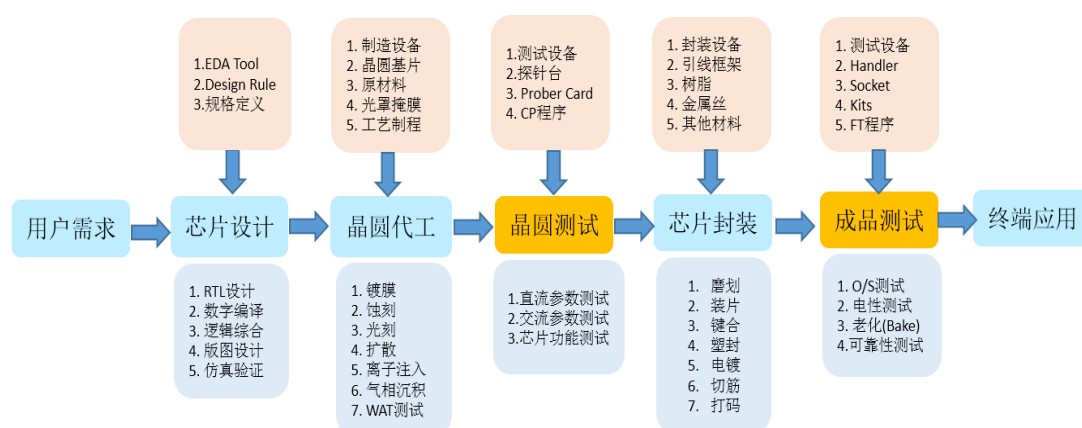 1.EDA Tool
2.Design Rule
3.规格定义
1. 制造设备
2. 晶圆基片
3. 原材料
4. 光罩掩膜
5. 工艺制程
1.测试设备
2.探针台
3. Prober Card
4. CP程序
1. 封装设备
2. 引线框架
3. 树脂
4. 金属丝
5. 其他材料
1. 测试设备
2. Handler
3. Socket
4. Kits
5. FT程序
用户需求
芯片设计
晶圆代工
晶圆测试
芯片封装
成品测试
终端应用
1. RTL设计
2. 数字编译
3. 逻辑综合
4. 版图设计
5. 仿真验证
1. 镀膜
2. 蚀刻
3. 光刻
4. 扩散
5. 离子注入
6. 气相沉积
7. WAT测试
1.直流参数测试
2.交流参数测试
3.芯片功能测试
1. 磨划
2. 装片
3. 键合
4. 塑封
5. 电镀
6. 切筋
7. 打码
1. O/S测试
2. 电性测试
3. 老化(Bake)
4.可靠性测试